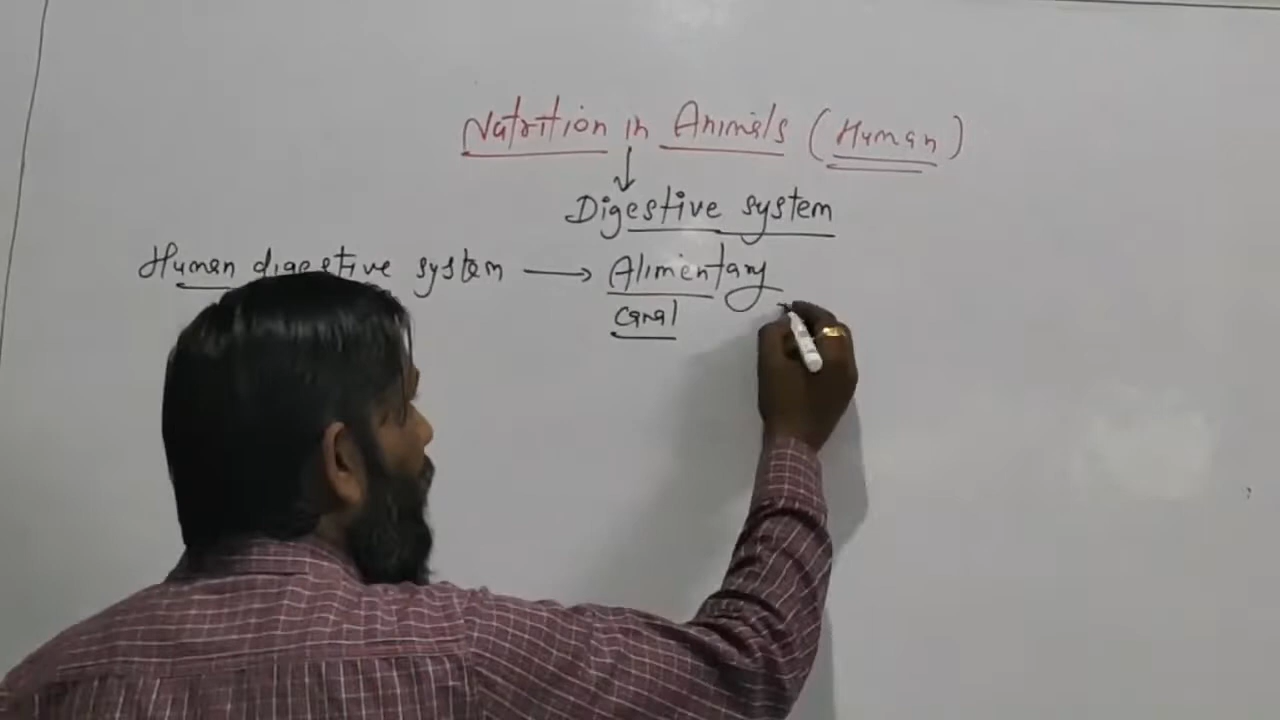 Nutrition in Animals (Human)
↓
Digestive system
Human digestive system → Alimentary
canal